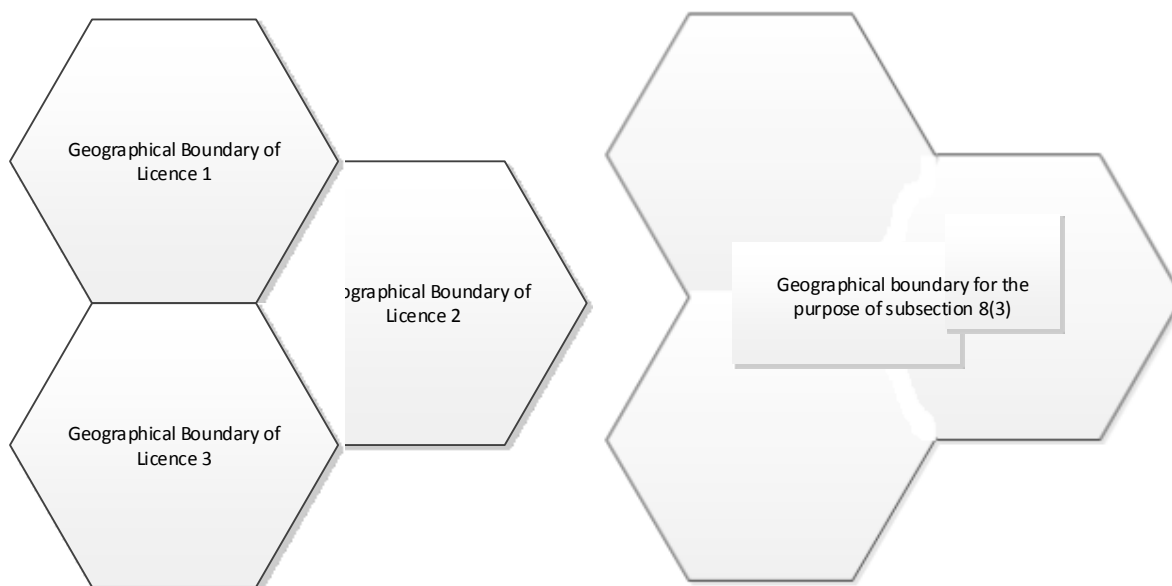 Geographical Boundary of
Licence 1
ographical Boundary of
Licence 2
Geographical Boundary of
Licence 3
Geographical boundary for the
purpose of subsection 8(3)